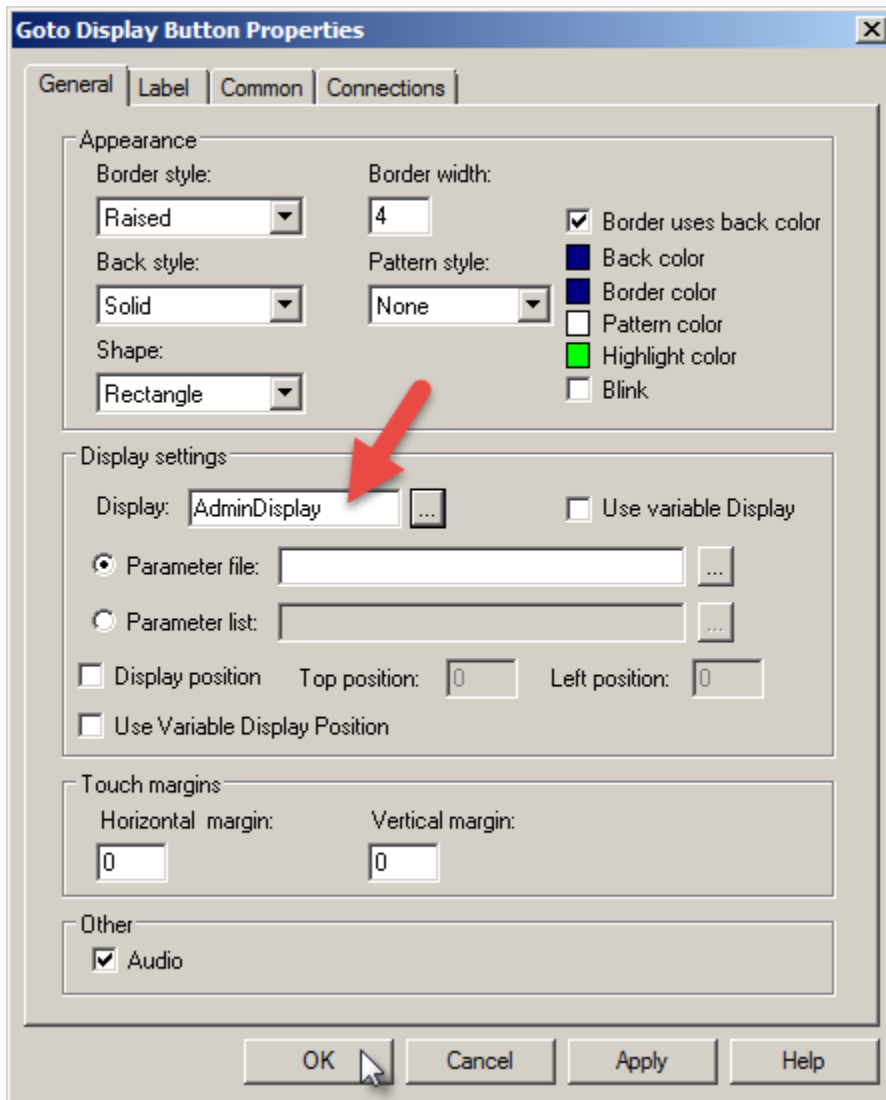 Goto Display Button Properties
General Label Common Connections
Appearance
Border style: Border width:
Raised 4 Border uses back color
Back style: Pattern style: Back color
Solid None Border color
Pattern color
Shape: Highlight color
Rectangle Blink
Display settings
Display: AdminDisplay ... Use variable Display
Parameter file: ...
Parameter list: ...
Display position Top position: 0 Left position: 0
Use Variable Display Position
Touch margins
Horizontal margin: Vertical margin:
0 0
Other
Audio
OK Cancel Apply Help